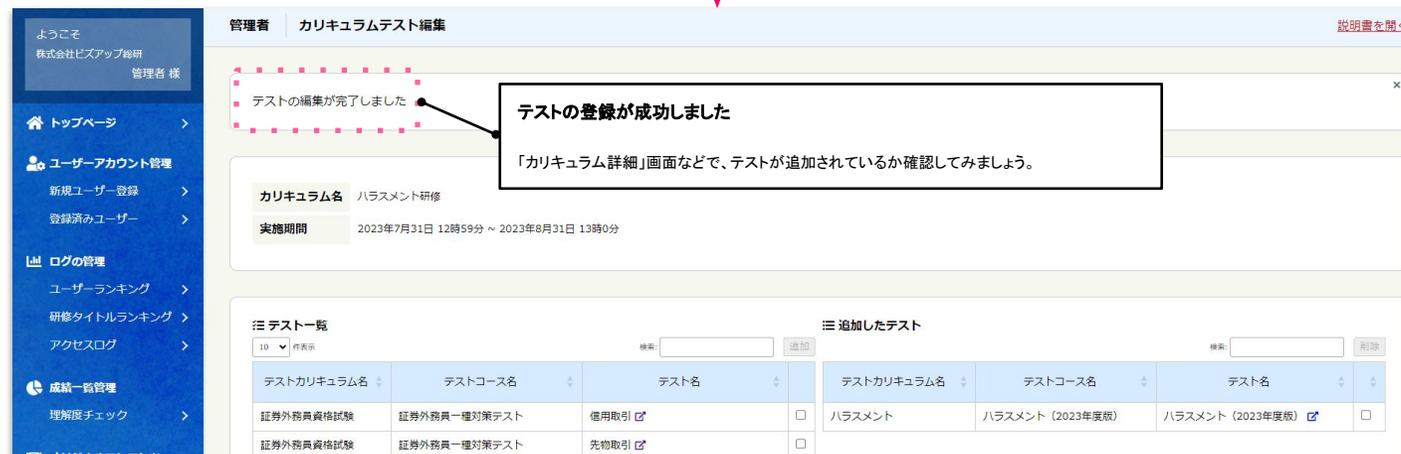 ようこそ
株式会社ビズアップ総研
管理者 様
トップページ
ユーザーアカウント管理
新規ユーザー登録
登録済みユーザー
ログの管理
ユーザーランキング
研修タイトルランキング
アクセスログ
成績一覧管理
理解度チェック
管理者 カリキュラムテスト編集
説明書を開
テストの編集が完了しました
×
テストの登録が成功しました
「カリキュラム詳細」画面などで、テストが追加されているか確認してみましょう。
カリキュラム名 ハラスメント研修
実施期間 2023年7月31日 12時59分 ~ 2023年8月31日 13時0分
テスト一覧
10 件表示 検索: 追加
テストカリキュラム名 テストコース名 テスト名
証券外務員資格試験 証券外務員一種対策テスト 信用取引
証券外務員資格試験 証券外務員一種対策テスト 先物取引
追加したテスト
検索: 削除
テストカリキュラム名 テストコース名 テスト名
ハラスメント ハラスメント（2023年度版） ハラスメント（2023年度版）